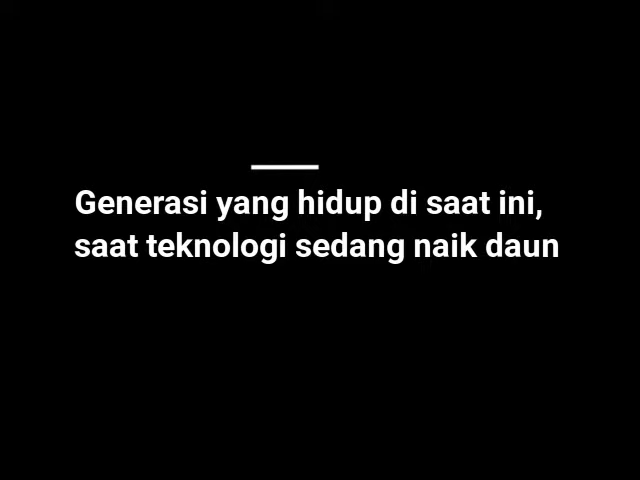 Generasi yang hidup di saat ini,
saat teknologi sedang naik daun